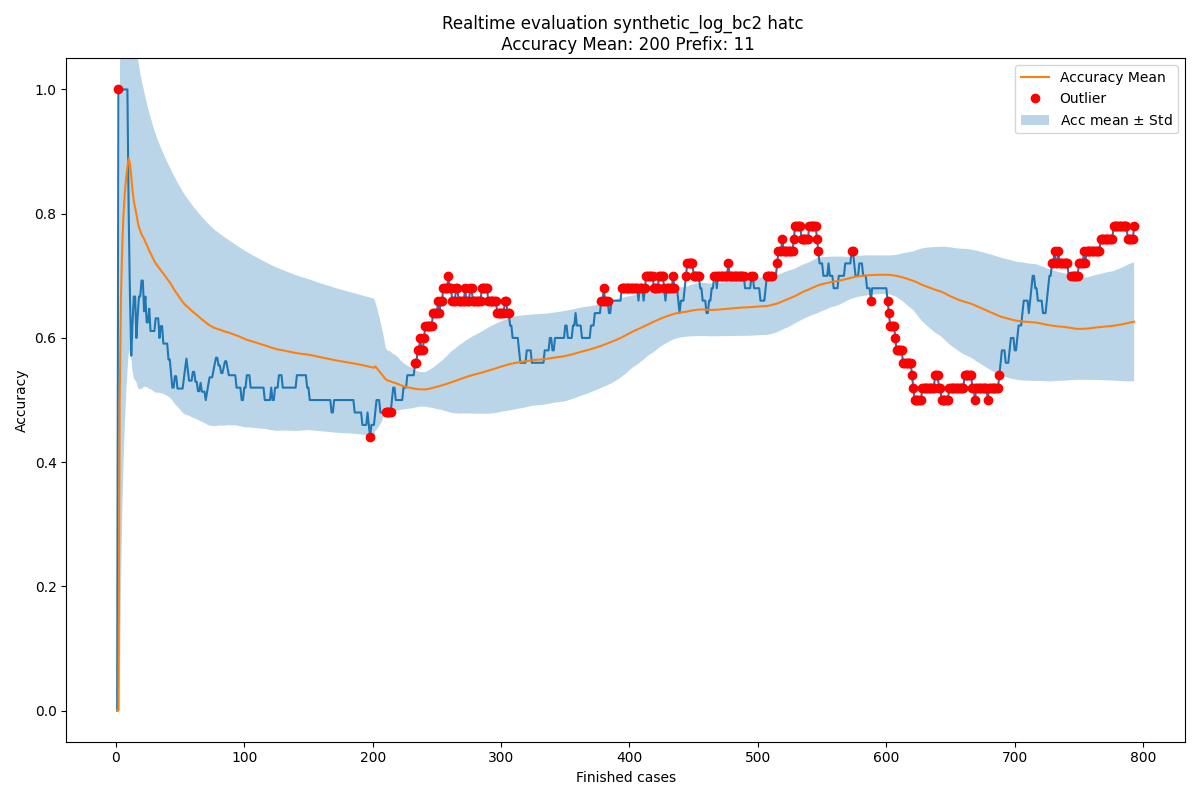 Realtime evaluation synthetic_log_bc2 hatc
Accuracy Mean: 200 Prefix: 11
Accuracy Mean
Outlier
Acc mean ± Std
1.0
0.8
0.6
0.4
0.2
0.0
Accuracy
0
100
200
300
400
500
600
700
800
Finished cases